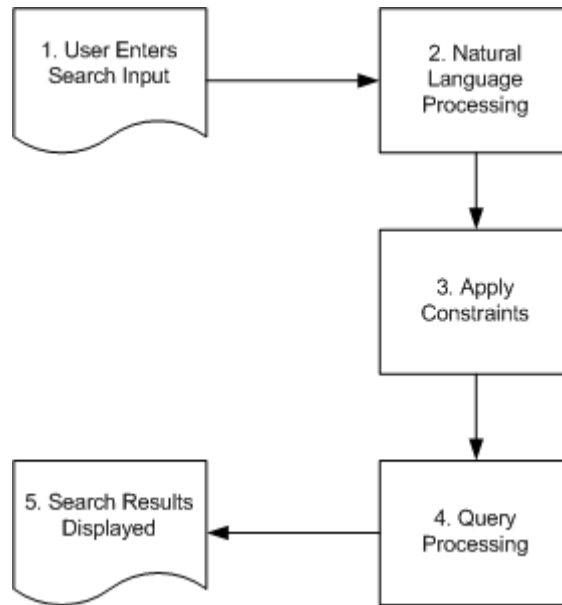 1. User Enters
Search Input
2. Natural
Language
Processing
3. Apply
Constraints
4. Query
Processing
5. Search Results
Displayed